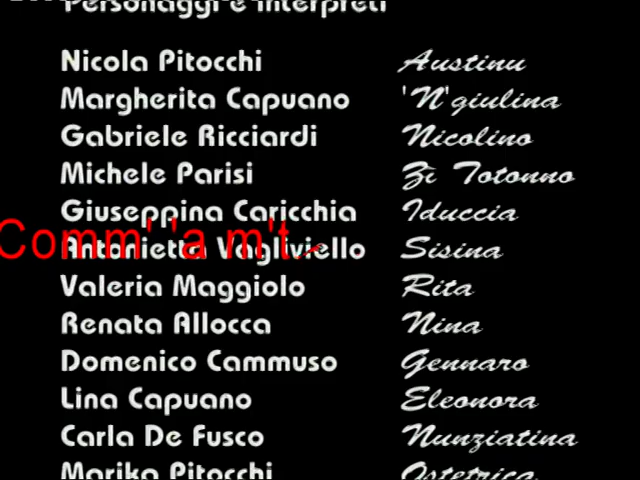 Personaggi e Interpreti
Nicola Pitocchi Austinu
Margherita Capuano 'N'giulina
Gabriele Ricciardi Nicolino
Michele Parisi Zi Totonno
Giuseppina Caricchia Iduccia
Comm' 'a m't...
Antonietta Vagliviello Sisina
Valeria Maggiolo Rita
Renata Allocca Nina
Domenico Cammuso Gennaro
Lina Capuano Eleonora
Carla De Fusco Nunziatina
Marika Pitocchi Ostetrica